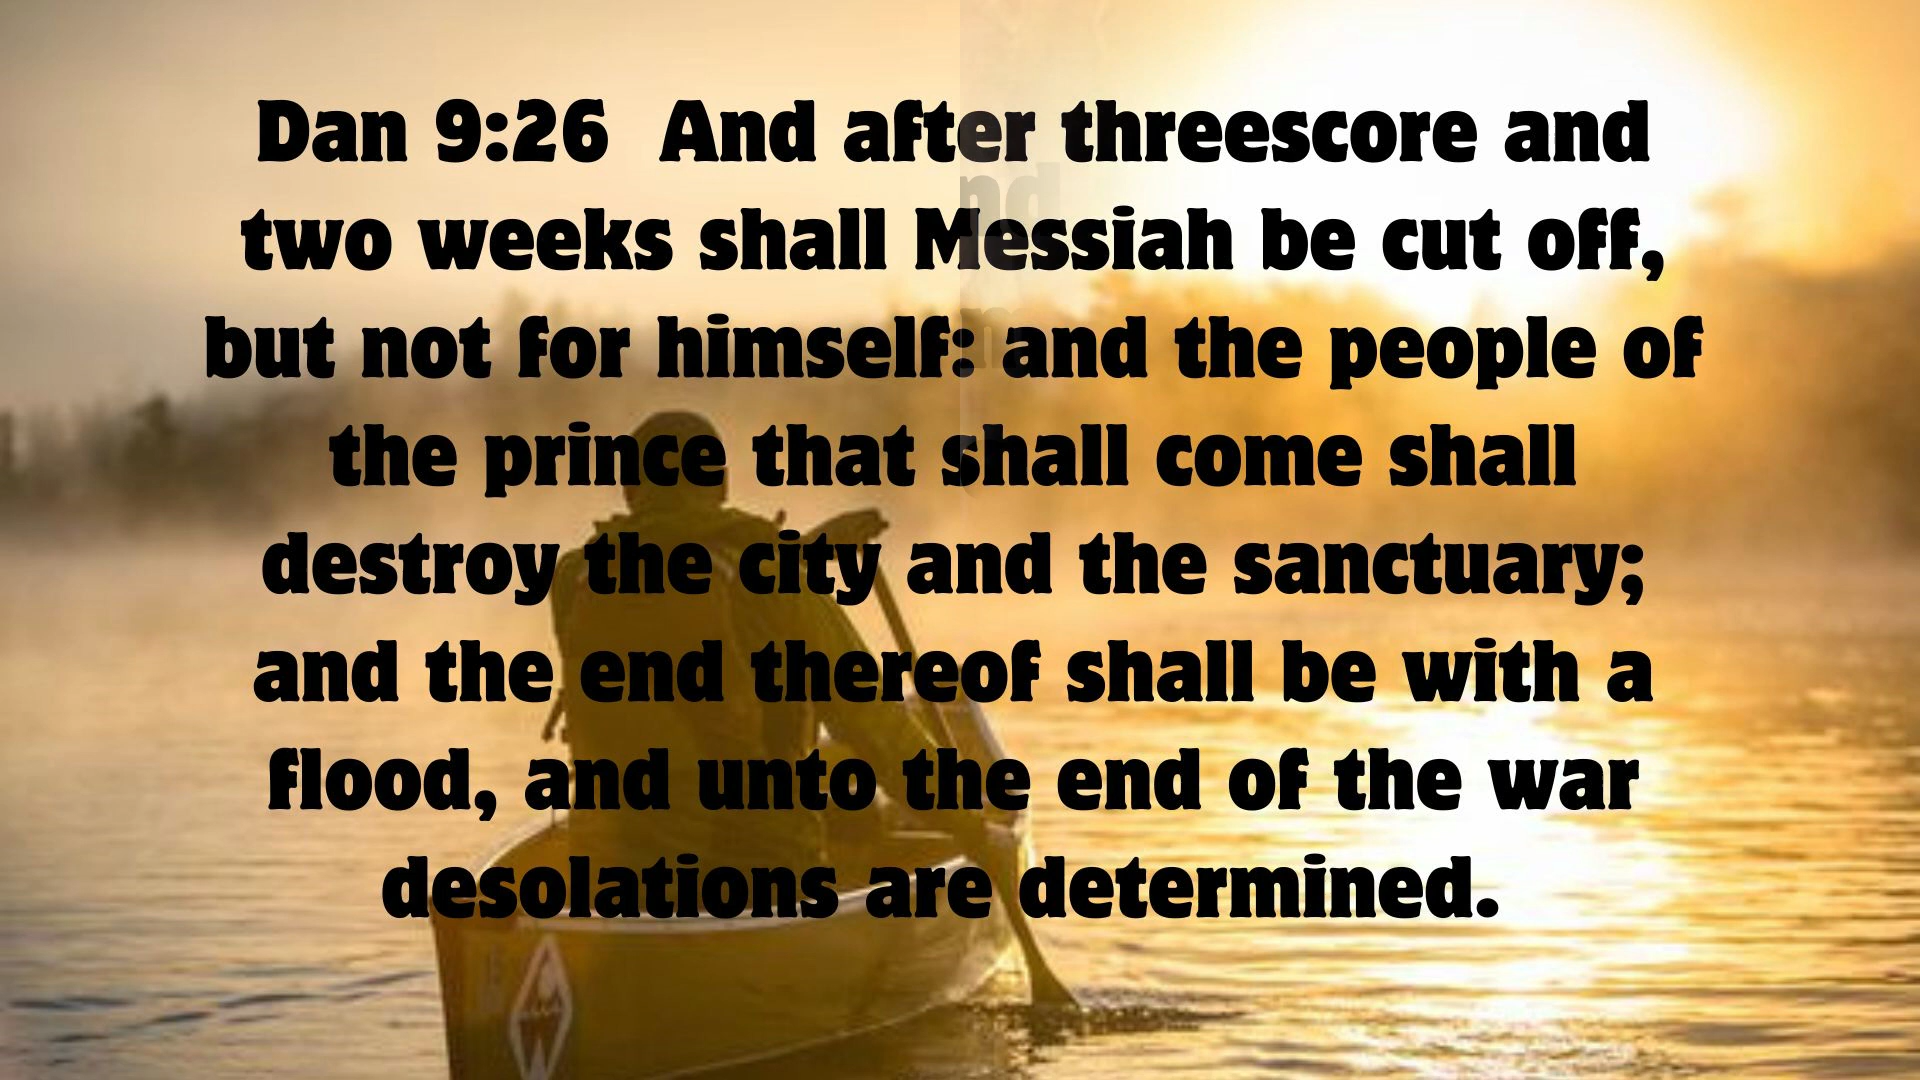 Dan 9:26  And after threescore and
two weeks shall Messiah be cut off,
but not for himself: and the people of
the prince that shall come shall
destroy the city and the sanctuary;
and the end thereof shall be with a
flood, and unto the end of the war
desolations are determined.